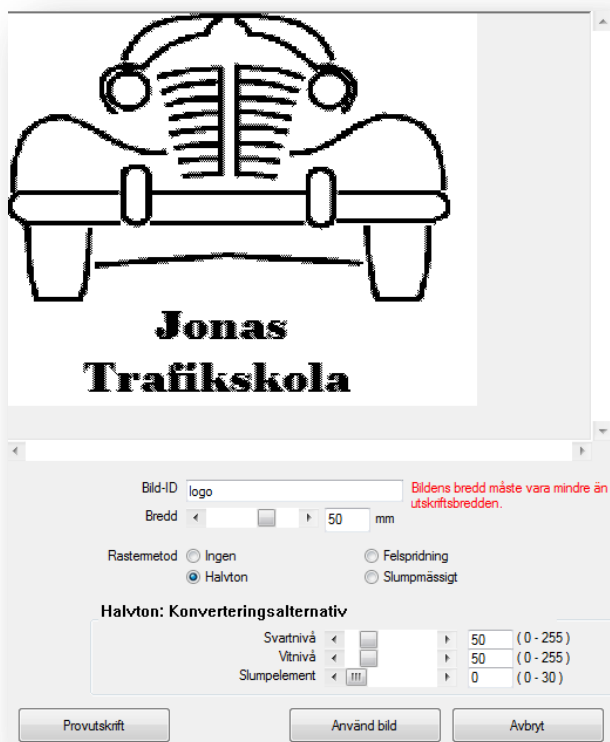 Jonas
Trafikskola
Bild-ID logo Bildens bredd måste vara mindre än
utskriftsbredden.
Bredd 50 mm
Rastermetod Ingen Felspridning
Halvton Slumpmässigt
Halvton: Konverteringsalternativ
Svartnivå 50 ( 0 - 255 )
Vitnivå 50 ( 0 - 255 )
Slumpelement 0 ( 0 - 30 )
Provutskrift Använd bild Avbryt